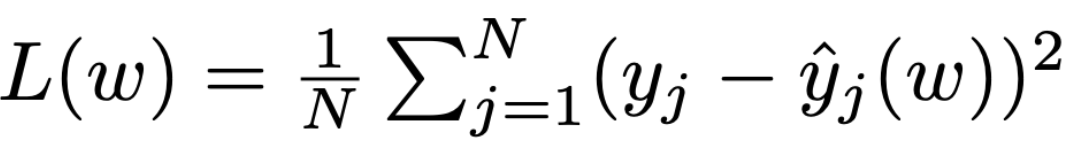 L(w) = \frac{1}{N} \sum_{j=1}^{N} (y_j - \hat{y}_j(w))^2